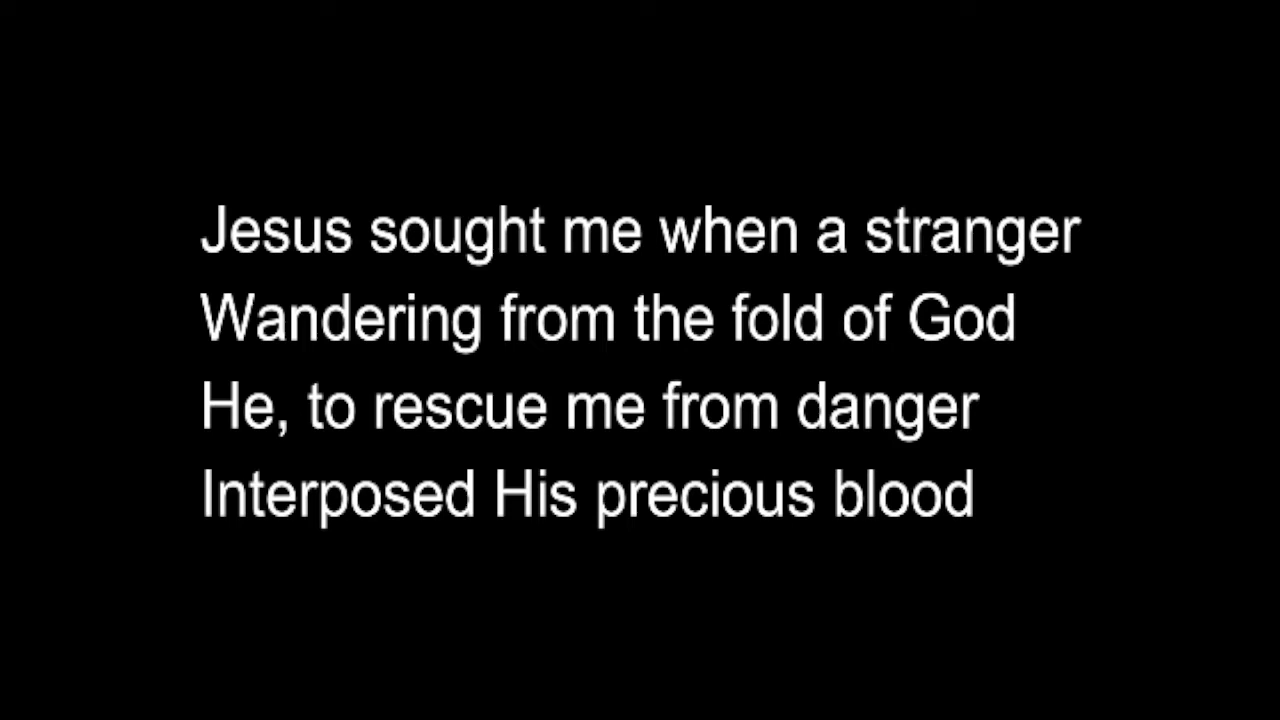 Jesus sought me when a stranger
Wandering from the fold of God
He, to rescue me from danger
Interposed His precious blood